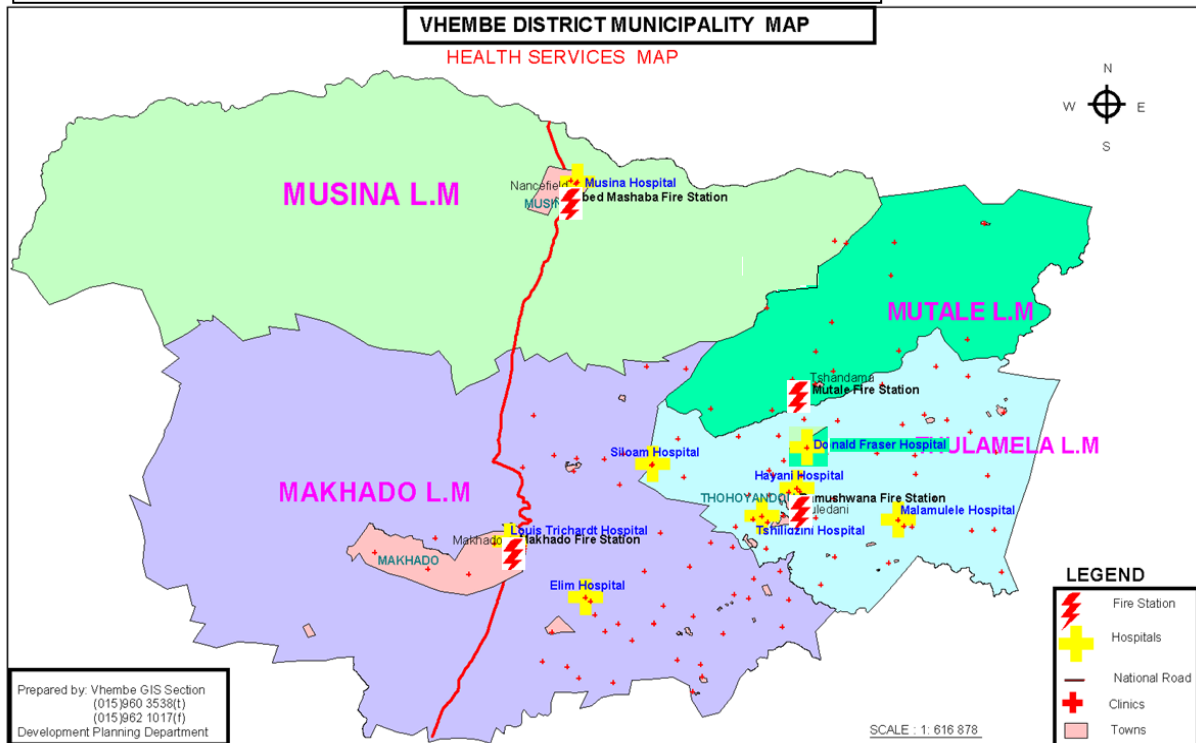 VHEMBE DISTRICT MUNICIPALITY MAP
HEALTH SERVICES MAP
N
W E
S
MUSINA L.M
Nancefield
Musina Hospital
Mashaba Fire Station
MUTALE L.M
Tshandama
Mutale Fire Station
Donald Fraser Hospital
THULAMELA L.M
Siloam Hospital
Hayani Hospital
Fire Station
Malamulele Hospital
Tshilidzini Hospital
MAKHADO L.M
Louis Trichardt Hospital
Makhado
Makhado Fire Station
MAKHADO
Elim Hospital
LEGEND
Fire Station
Hospitals
National Road
Clinics
Towns
Prepared by: Vhembe GIS Section
(015)960 3538(t)
(015)962 1017(f)
Development Planning Department
SCALE : 1: 616 878